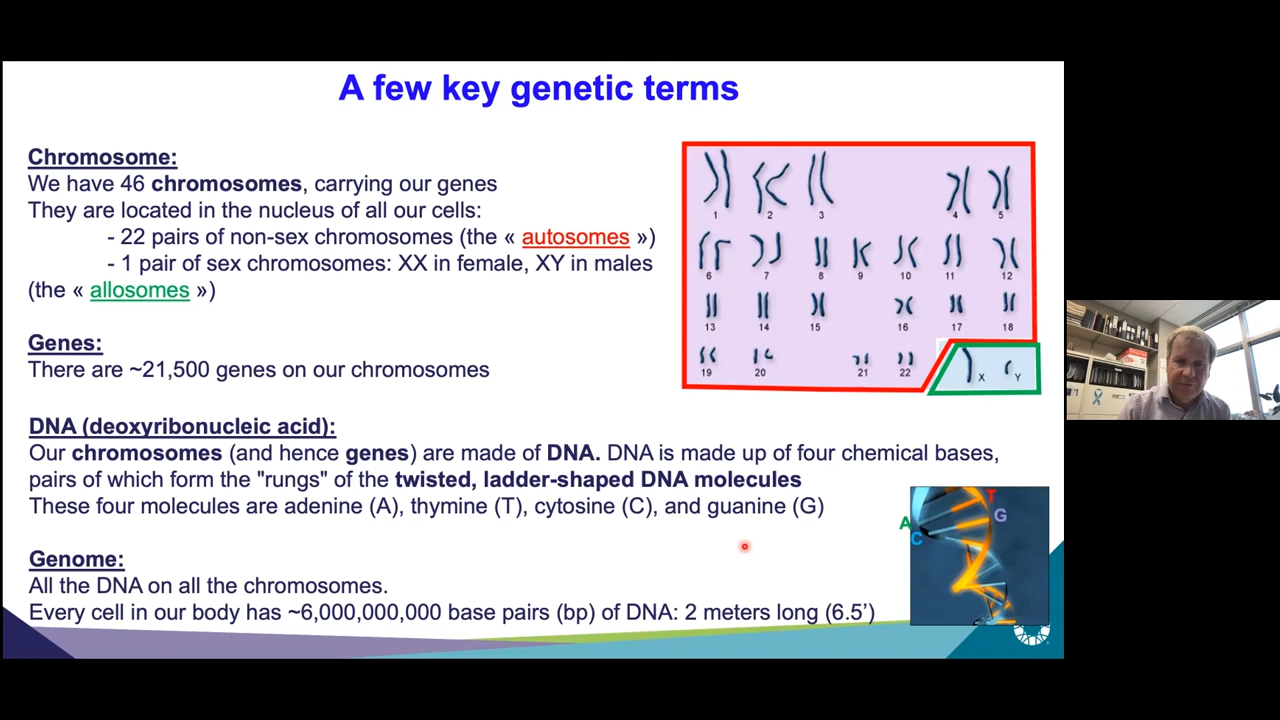 A few key genetic terms
Chromosome:
We have 46 chromosomes, carrying our genes
They are located in the nucleus of all our cells:
- 22 pairs of non-sex chromosomes (the « autosomes »)
- 1 pair of sex chromosomes: XX in female, XY in males
(the « allosomes »)
Genes:
There are ~21,500 genes on our chromosomes
DNA (deoxyribonucleic acid):
Our chromosomes (and hence genes) are made of DNA. DNA is made up of four chemical bases,
pairs of which form the "rungs" of the twisted, ladder-shaped DNA molecules
These four molecules are adenine (A), thymine (T), cytosine (C), and guanine (G)
Genome:
All the DNA on all the chromosomes.
Every cell in our body has ~6,000,000,000 base pairs (bp) of DNA: 2 meters long (6.5’)
1 2 3 4 5
6 7 8 9 10 11 12
13 14 15 16 17 18
19 20 21 22 X Y
T
A G
C